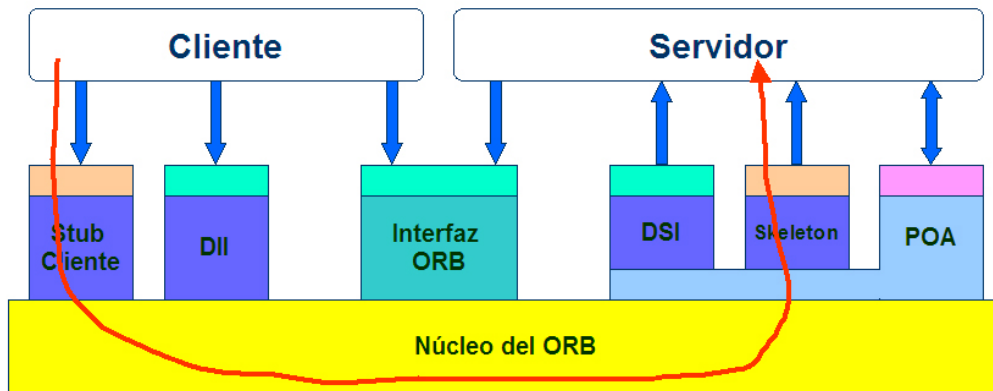 Cliente
Servidor
Stub
Cliente
DII
Interfaz
ORB
DSI
Skeleton
POA
Núcleo del ORB